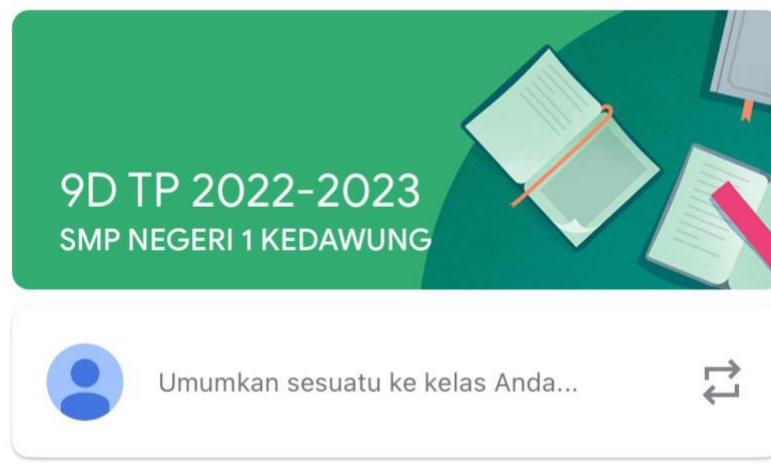 9D TP 2022-2023
SMP NEGERI 1 KEDAWUNG
Umumkan sesuatu ke kelas Anda...